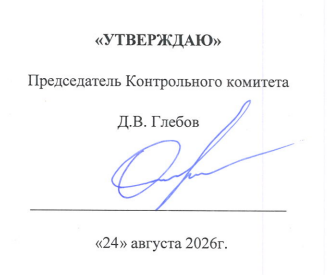 «УТВЕРЖДАЮ»
Председатель Контрольного комитета
Д.В. Глебов
«24» августа 2026г.